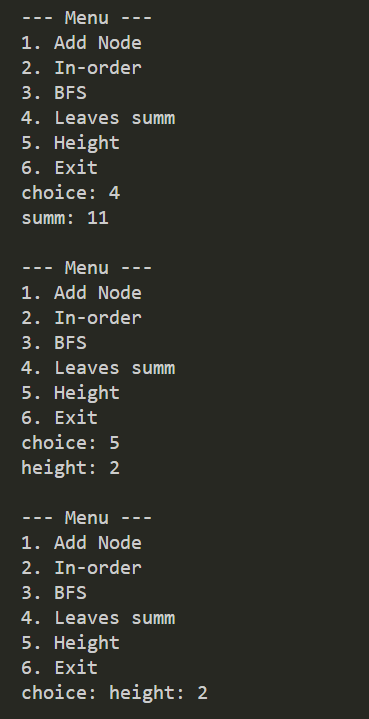 --- Menu ---
1. Add Node
2. In-order
3. BFS
4. Leaves summ
5. Height
6. Exit
choice: 4
summ: 11
--- Menu ---
1. Add Node
2. In-order
3. BFS
4. Leaves summ
5. Height
6. Exit
choice: 5
height: 2
--- Menu ---
1. Add Node
2. In-order
3. BFS
4. Leaves summ
5. Height
6. Exit
choice: height: 2